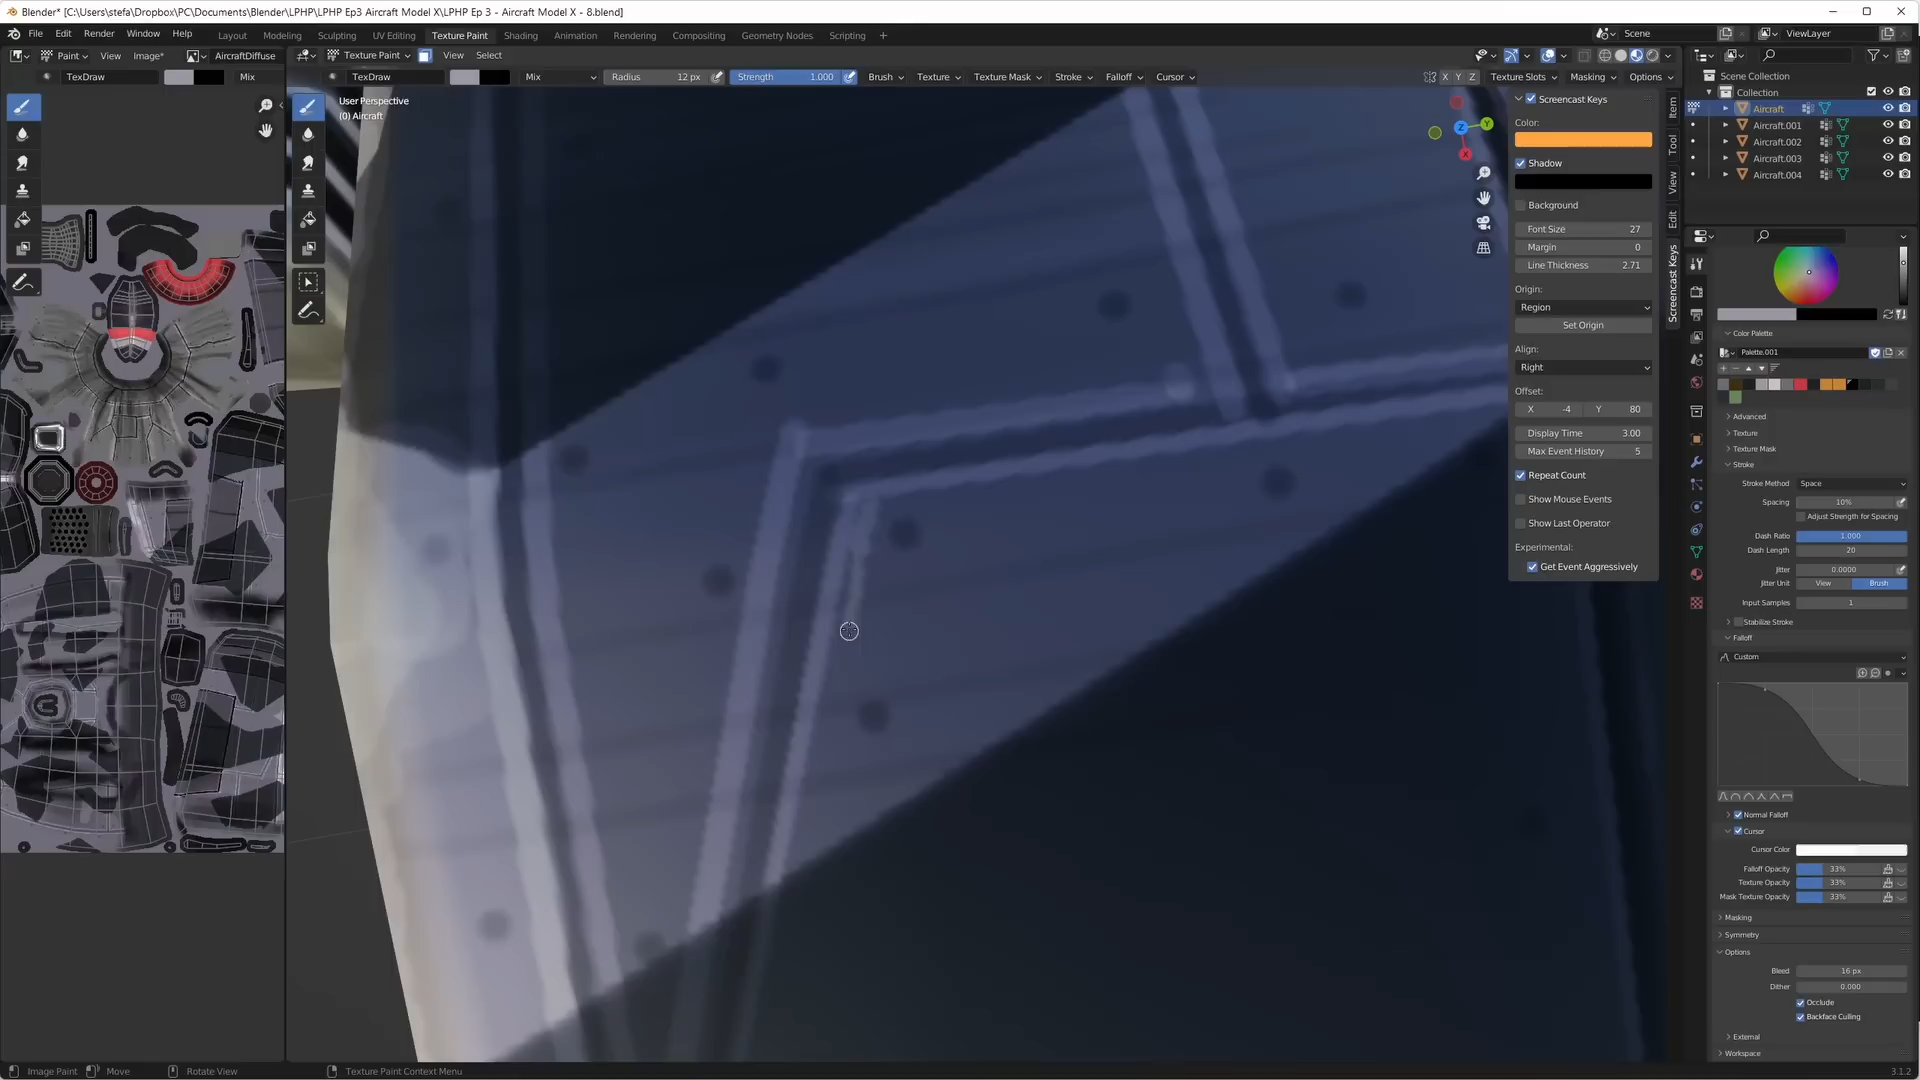 Blender* [C:\Users\stefa\Dropbox\PC\Documents\Blender\LPHP\LPHP Ep3 Aircraft Model X\LPHP Ep 3 - Aircraft Model X - 8.blend]
File Edit Render Window Help Layout Modeling Sculpting UV Editing Texture Paint Shading Animation Rendering Compositing Geometry Nodes Scripting + Scene ViewLayer
Paint View Image* AircraftDiffuse Texture Paint View Select
TexDraw Mix TexDraw Mix Radius 12 px Strength 1.000 Brush Texture Texture Mask Stroke Falloff Cursor X Y Z Texture Slots Masking Options
User Perspective
(0) Aircraft
Screencast Keys
Color:
Shadow
Background
Font Size 27
Margin 0
Line Thickness 2.71
Origin:
Region
Set Origin
Align:
Right
Offset:
X -4 Y 80
Display Time 3.00
Max Event History 5
Repeat Count
Show Mouse Events
Show Last Operator
Experimental:
Get Event Aggressively
Y
Z
X
Item
Tool
View
Edit
Screencast Keys
Scene Collection
Collection
Aircraft
Aircraft.001
Aircraft.002
Aircraft.003
Aircraft.004
Color Palette
Palette.001
Advanced
Texture
Texture Mask
Stroke
Stroke Method Space
Spacing 10%
Adjust Strength for Spacing
Dash Ratio 1.000
Dash Length 20
Jitter 0.0000
Jitter Unit View Brush
Input Samples 1
Stabilize Stroke
Falloff
Custom
Normal Falloff
Cursor
Cursor Color
Falloff Opacity 33%
Texture Opacity 33%
Mask Texture Opacity 33%
Masking
Symmetry
Options
Bleed 16 px
Dither 0.000
Occlude
Backface Culling
External
Workspace
Image Paint Move Rotate View Texture Paint Context Menu 3.1.2